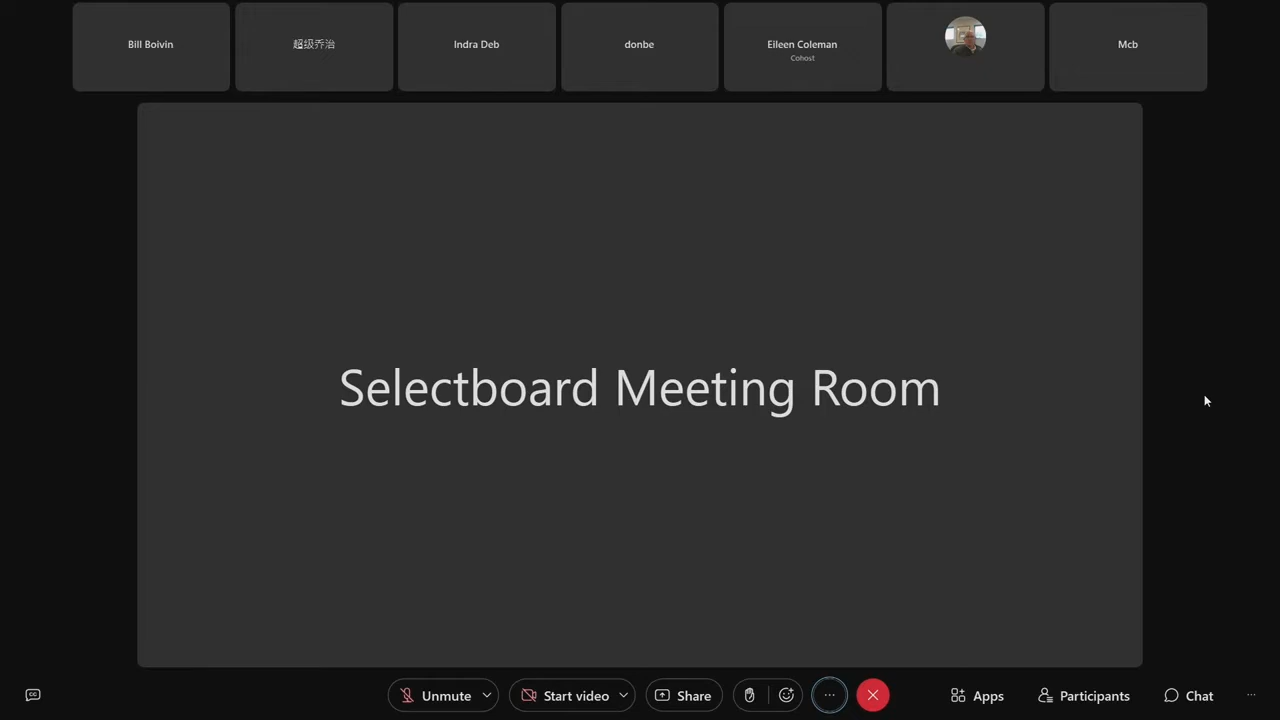 Bill Boivin
超级乔治
Indra Deb
donbe
Eileen Coleman
Cohost
Mcb
Selectboard Meeting Room
CC
Unmute
Start video
Share
Apps
Participants
Chat